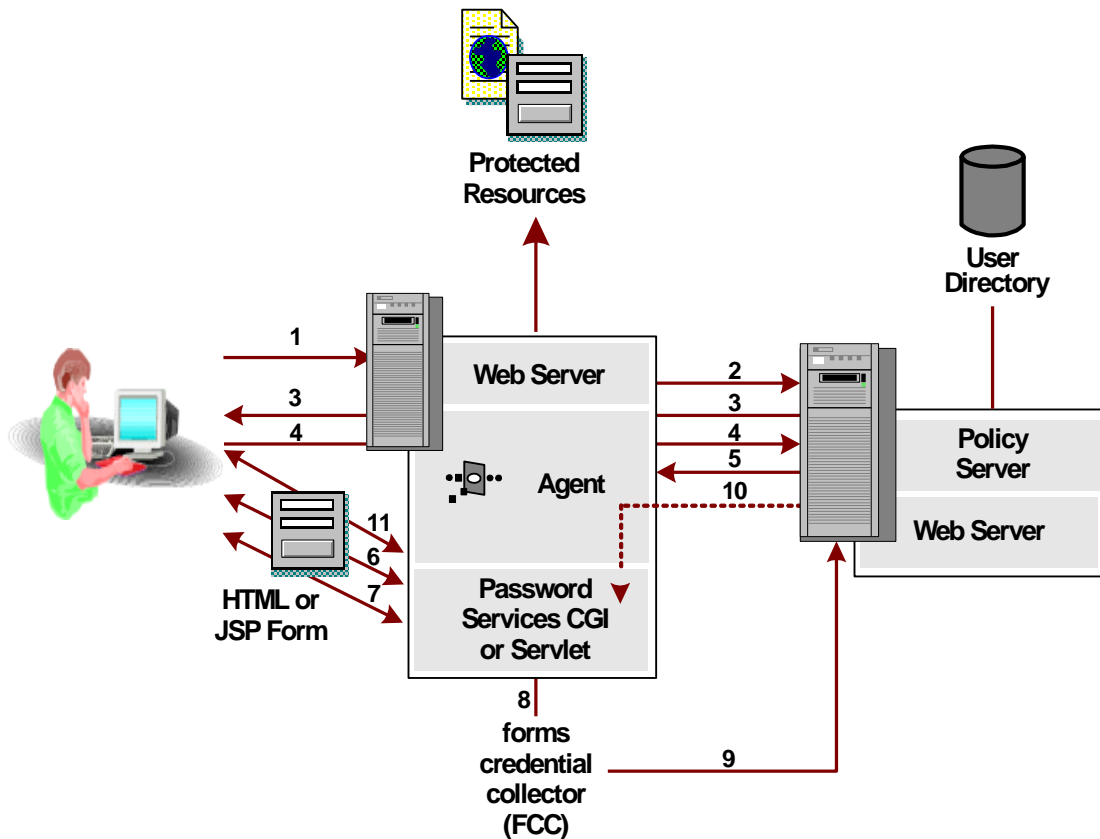 Protected
Resources
User
Directory
1
Web Server
2
3
3
4
4
Policy
Server
5
Agent
10
Web Server
11
6
7
HTML or
JSP Form
Password
Services CGI
or Servlet
8
forms
credential
collector
(FCC)
9